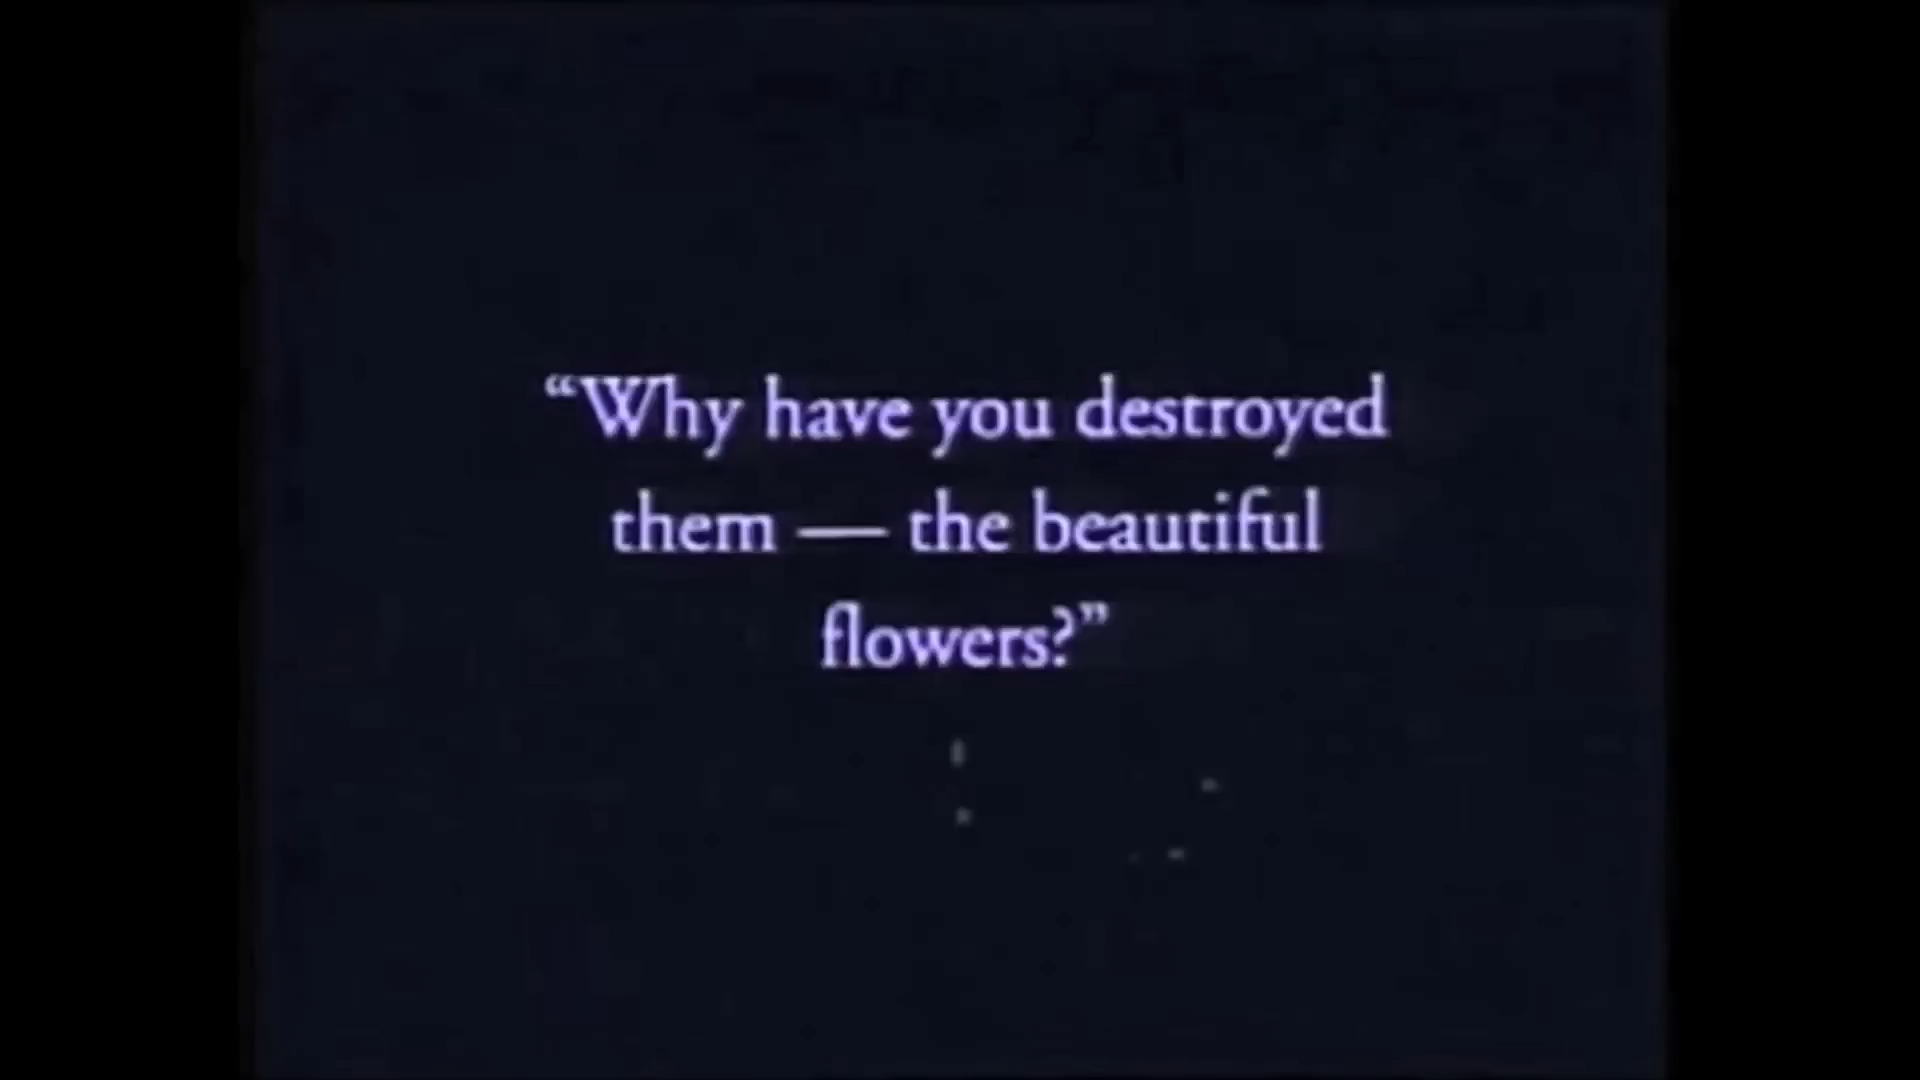 “Why have you destroyed
them — the beautiful
flowers?”